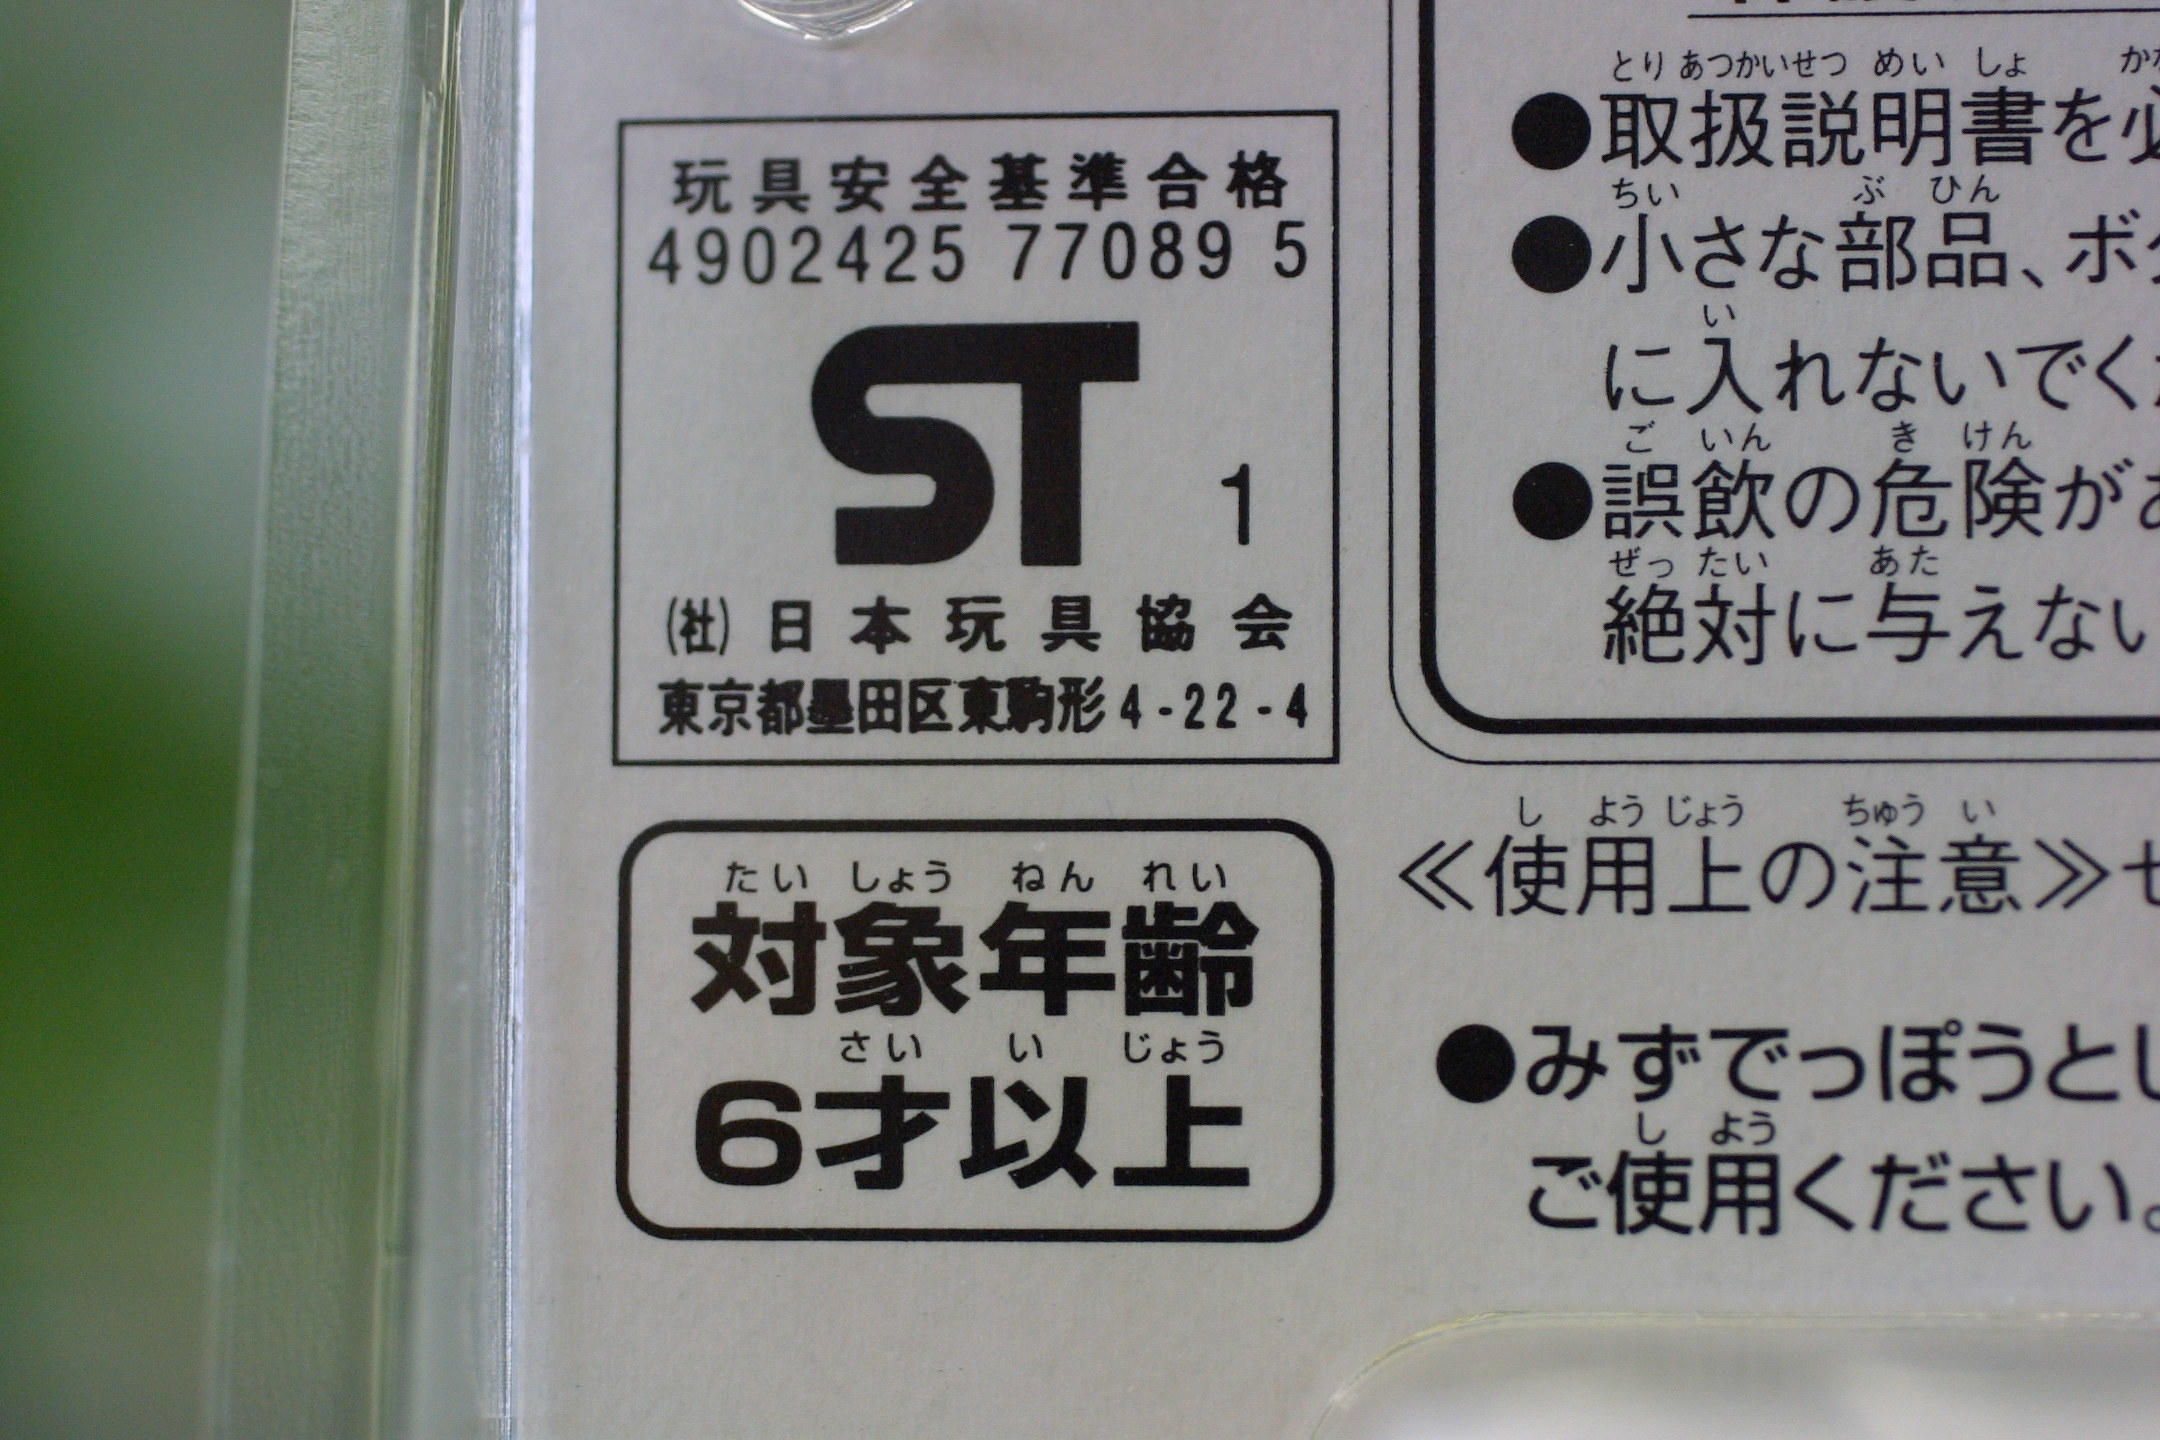 玩具安全基準合格
4902425 77089 5
ST 1
(社) 日本玩具協会
東京都墨田区東駒形4-22-4
たい しょう ねん れい
対象年齢
さい い じょう
6才以上
とり あつかい せつ めい しょ
●取扱説明書を
ちい ぶ ひん
●小さな部品、ボ
い
に入れないでく
ご いん き けん
●誤飲の危険が
ぜっ たい あた
絶対に与えない
し よう じょう ちゅう い
≪使用上の注意≫
●みずでっぽうとし
し よう
ご使用ください。